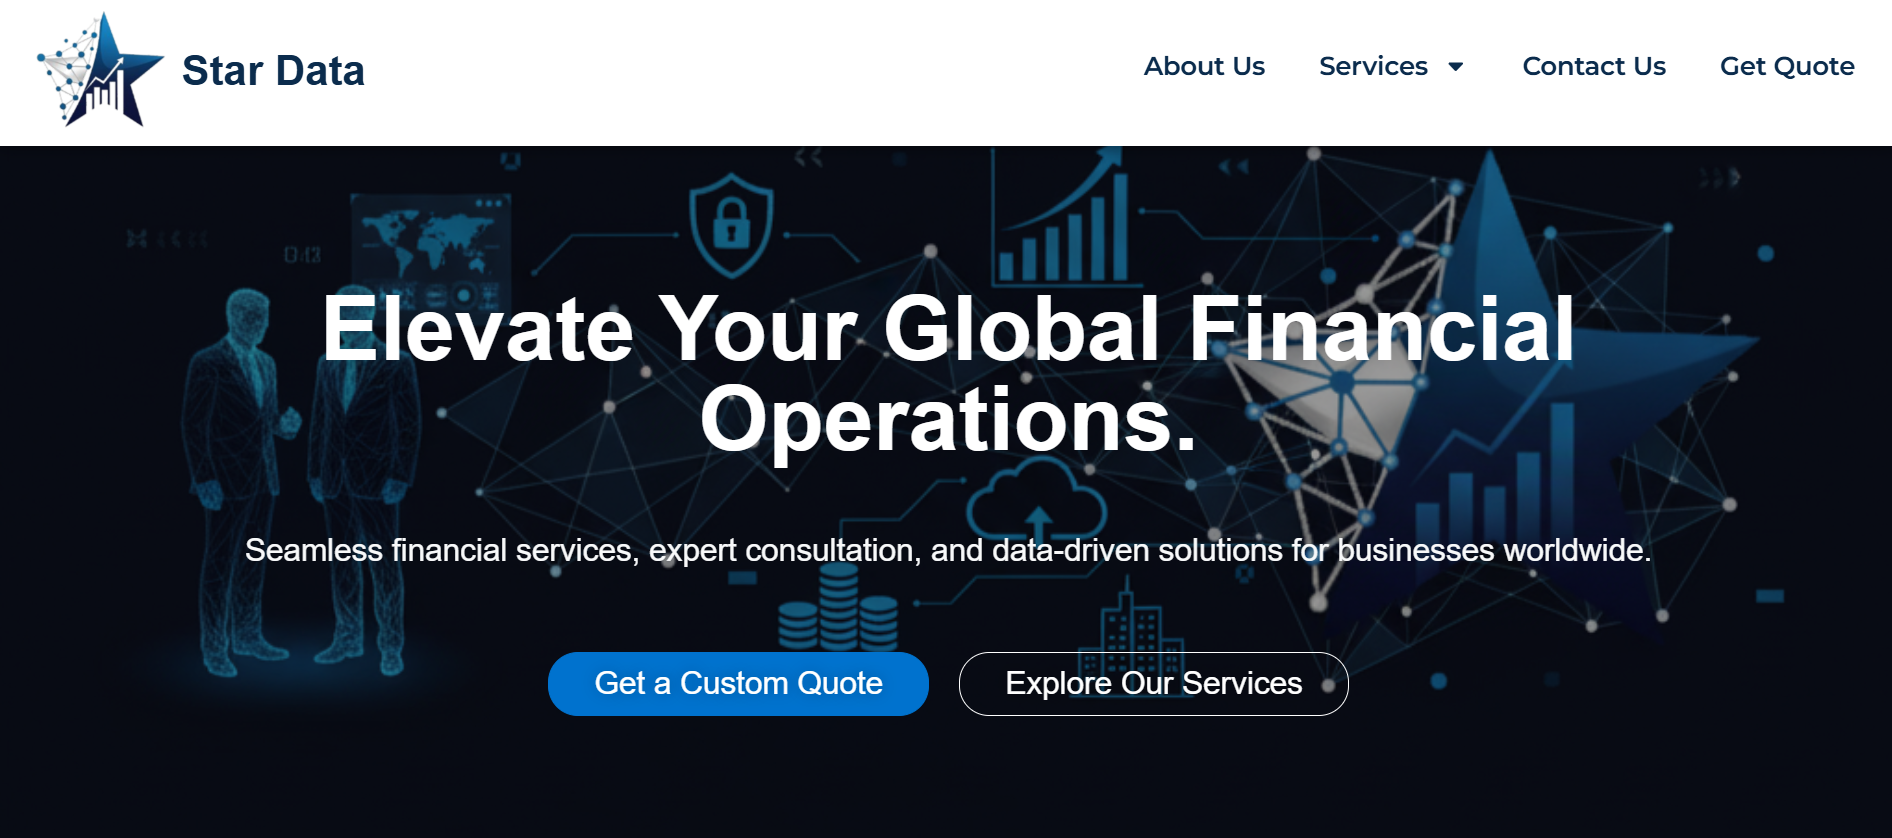 Star Data
About Us
Services
Contact Us
Get Quote
Elevate Your Global Financial
Operations.
Seamless financial services, expert consultation, and data-driven solutions for businesses worldwide.
Get a Custom Quote
Explore Our Services